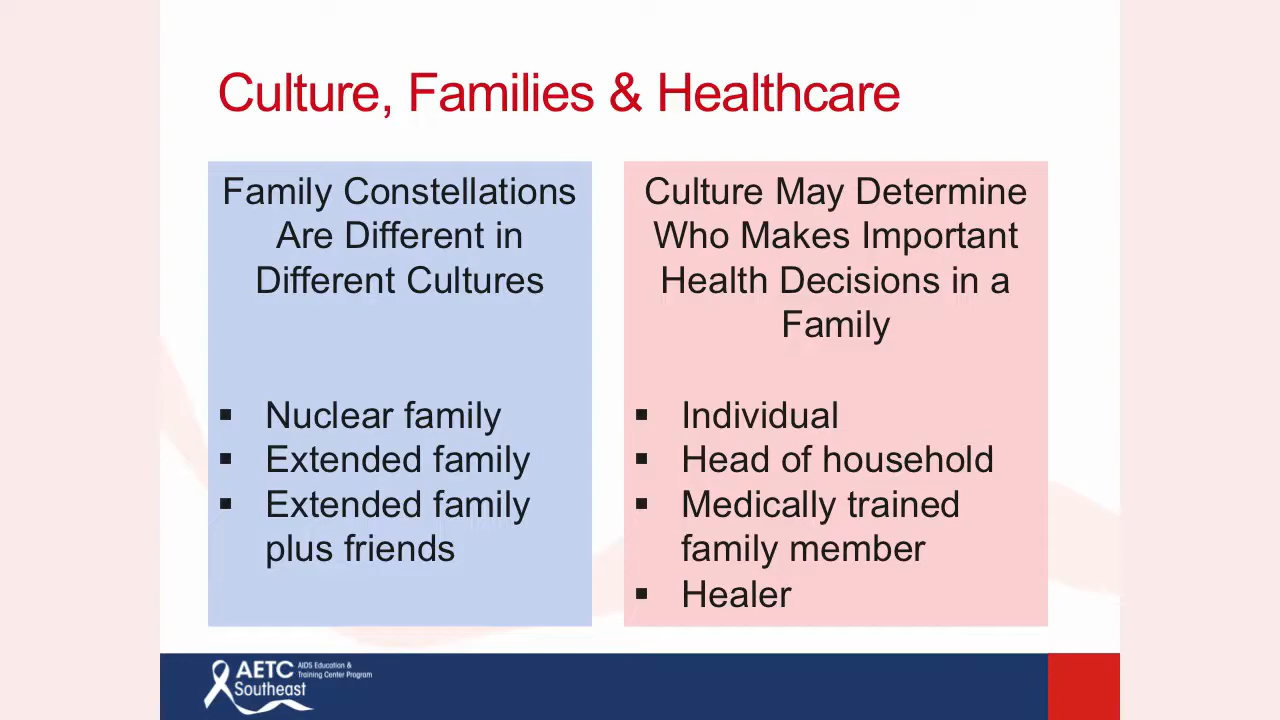 Culture, Families & Healthcare
Family Constellations
Are Different in
Different Cultures
▪ Nuclear family
▪ Extended family
▪ Extended family
plus friends
Culture May Determine
Who Makes Important
Health Decisions in a
Family
▪ Individual
▪ Head of household
▪ Medically trained
family member
▪ Healer
AETC
AIDS Education &
Training Center Program
Southeast